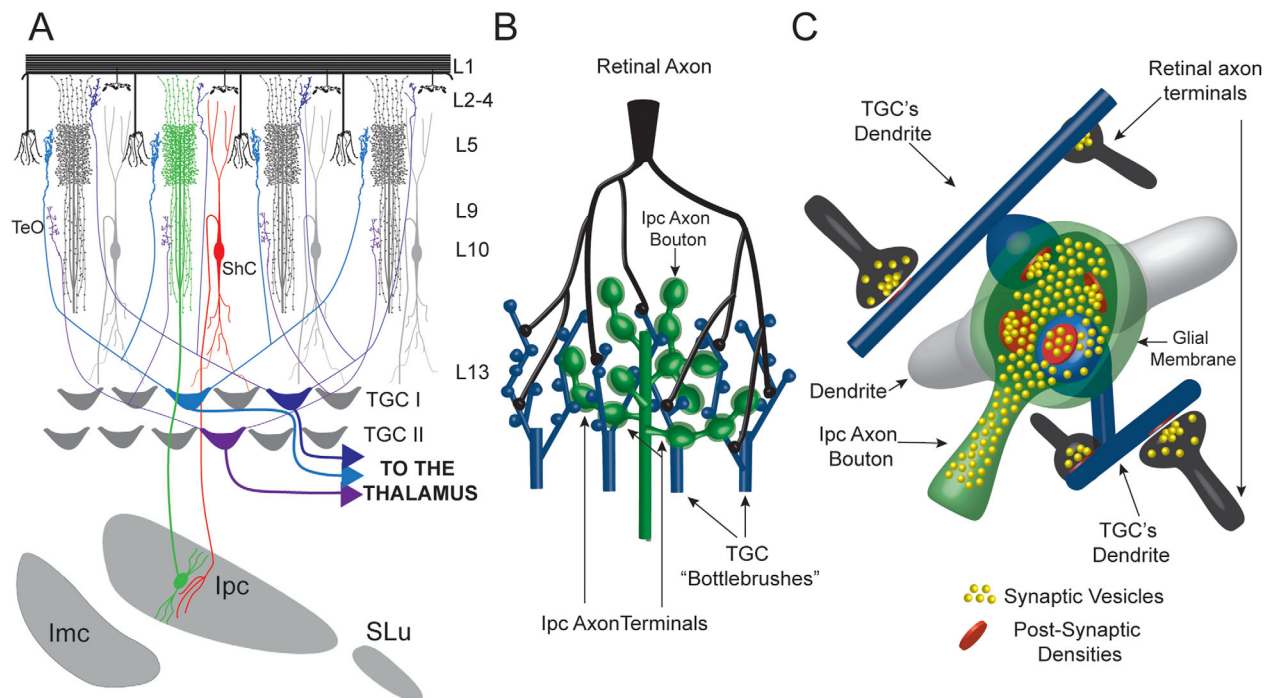 A
L1
L2-4
L5
L9
TeO
L10
ShC
L13
TGC I
TGC II
TO THE
THALAMUS
Ipc
Imc
SLu
B
Retinal Axon
Ipc Axon
Bouton
TGC
“Bottlebrushes”
Ipc AxonTerminals
C
Retinal axon
terminals
TGC's
Dendrite
Glial
Membrane
Dendrite
Ipc Axon
Bouton
TGC's
Dendrite
Synaptic Vesicles
Post-Synaptic
Densities